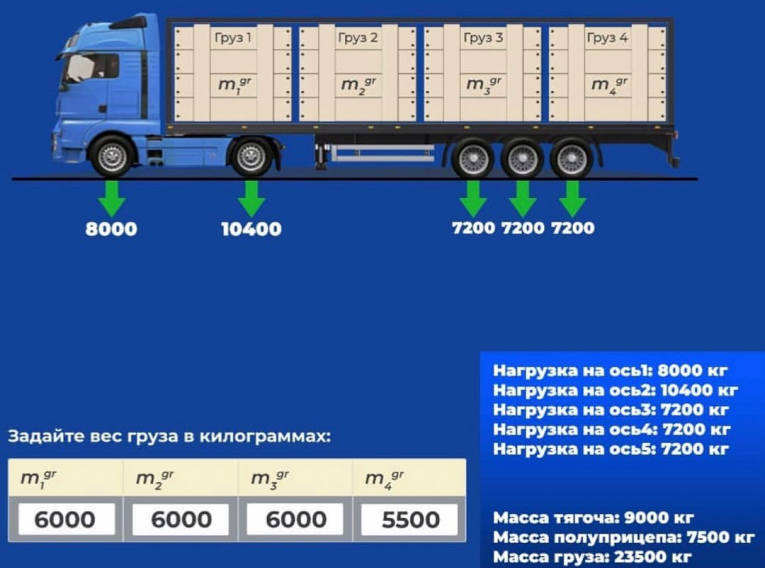 Груз 1 Груз 2 Груз 3 Груз 4
m₁ᵍʳ m₂ᵍʳ m₃ᵍʳ m₄ᵍʳ
8000 10400 7200 7200 7200
Нагрузка на ось1: 8000 кг
Нагрузка на ось2: 10400 кг
Нагрузка на ось3: 7200 кг
Нагрузка на ось4: 7200 кг
Нагрузка на ось5: 7200 кг
Задайте вес груза в килограммах:
m₁ᵍʳ m₂ᵍʳ m₃ᵍʳ m₄ᵍʳ
6000 6000 6000 5500
Масса тягоча: 9000 кг
Масса полуприцепа: 7500 кг
Масса груза: 23500 кг